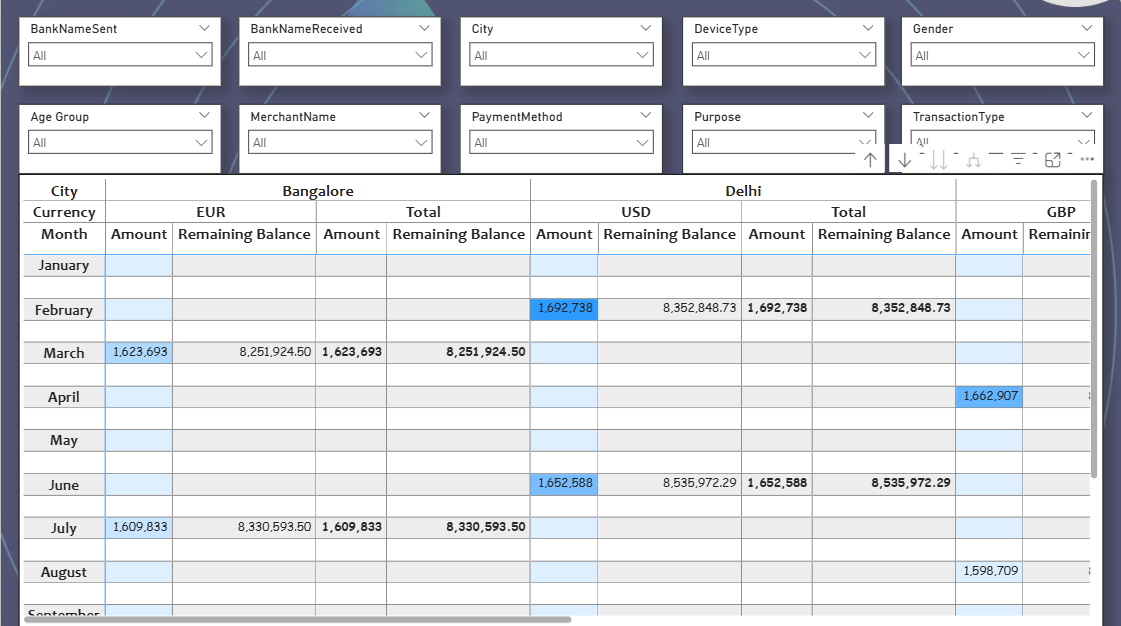 BankNameSent BankNameReceived City DeviceType Gender
All All All All All
Age Group MerchantName PaymentMethod Purpose TransactionType
All All All All All
City Bangalore Delhi
Currency EUR Total USD Total GBP
Month Amount Remaining Balance Amount Remaining Balance Amount Remaining Balance Amount Remaining Balance Amount
January
February 1,692,738 8,352,848.73 1,692,738 8,352,848.73
March 1,623,693 8,251,924.50 1,623,693 8,251,924.50
April 1,662,907
May
June 1,652,588 8,535,972.29 1,652,588 8,535,972.29
July 1,609,833 8,330,593.50 1,609,833 8,330,593.50
August 1,598,709
September